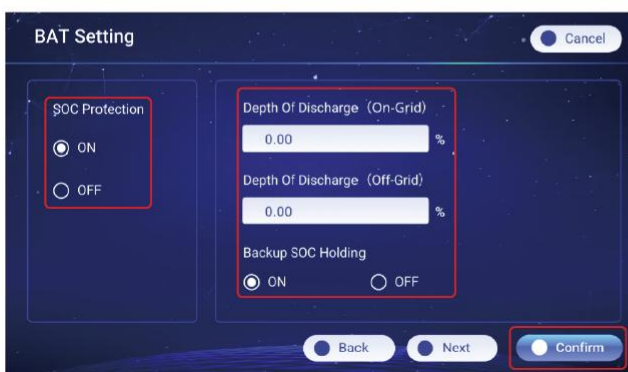 BAT Setting
Cancel
SOC Protection
ON
OFF
Depth Of Discharge (On-Grid)
0.00 %
Depth Of Discharge (Off-Grid)
0.00 %
Backup SOC Holding
ON OFF
Back Next Confirm